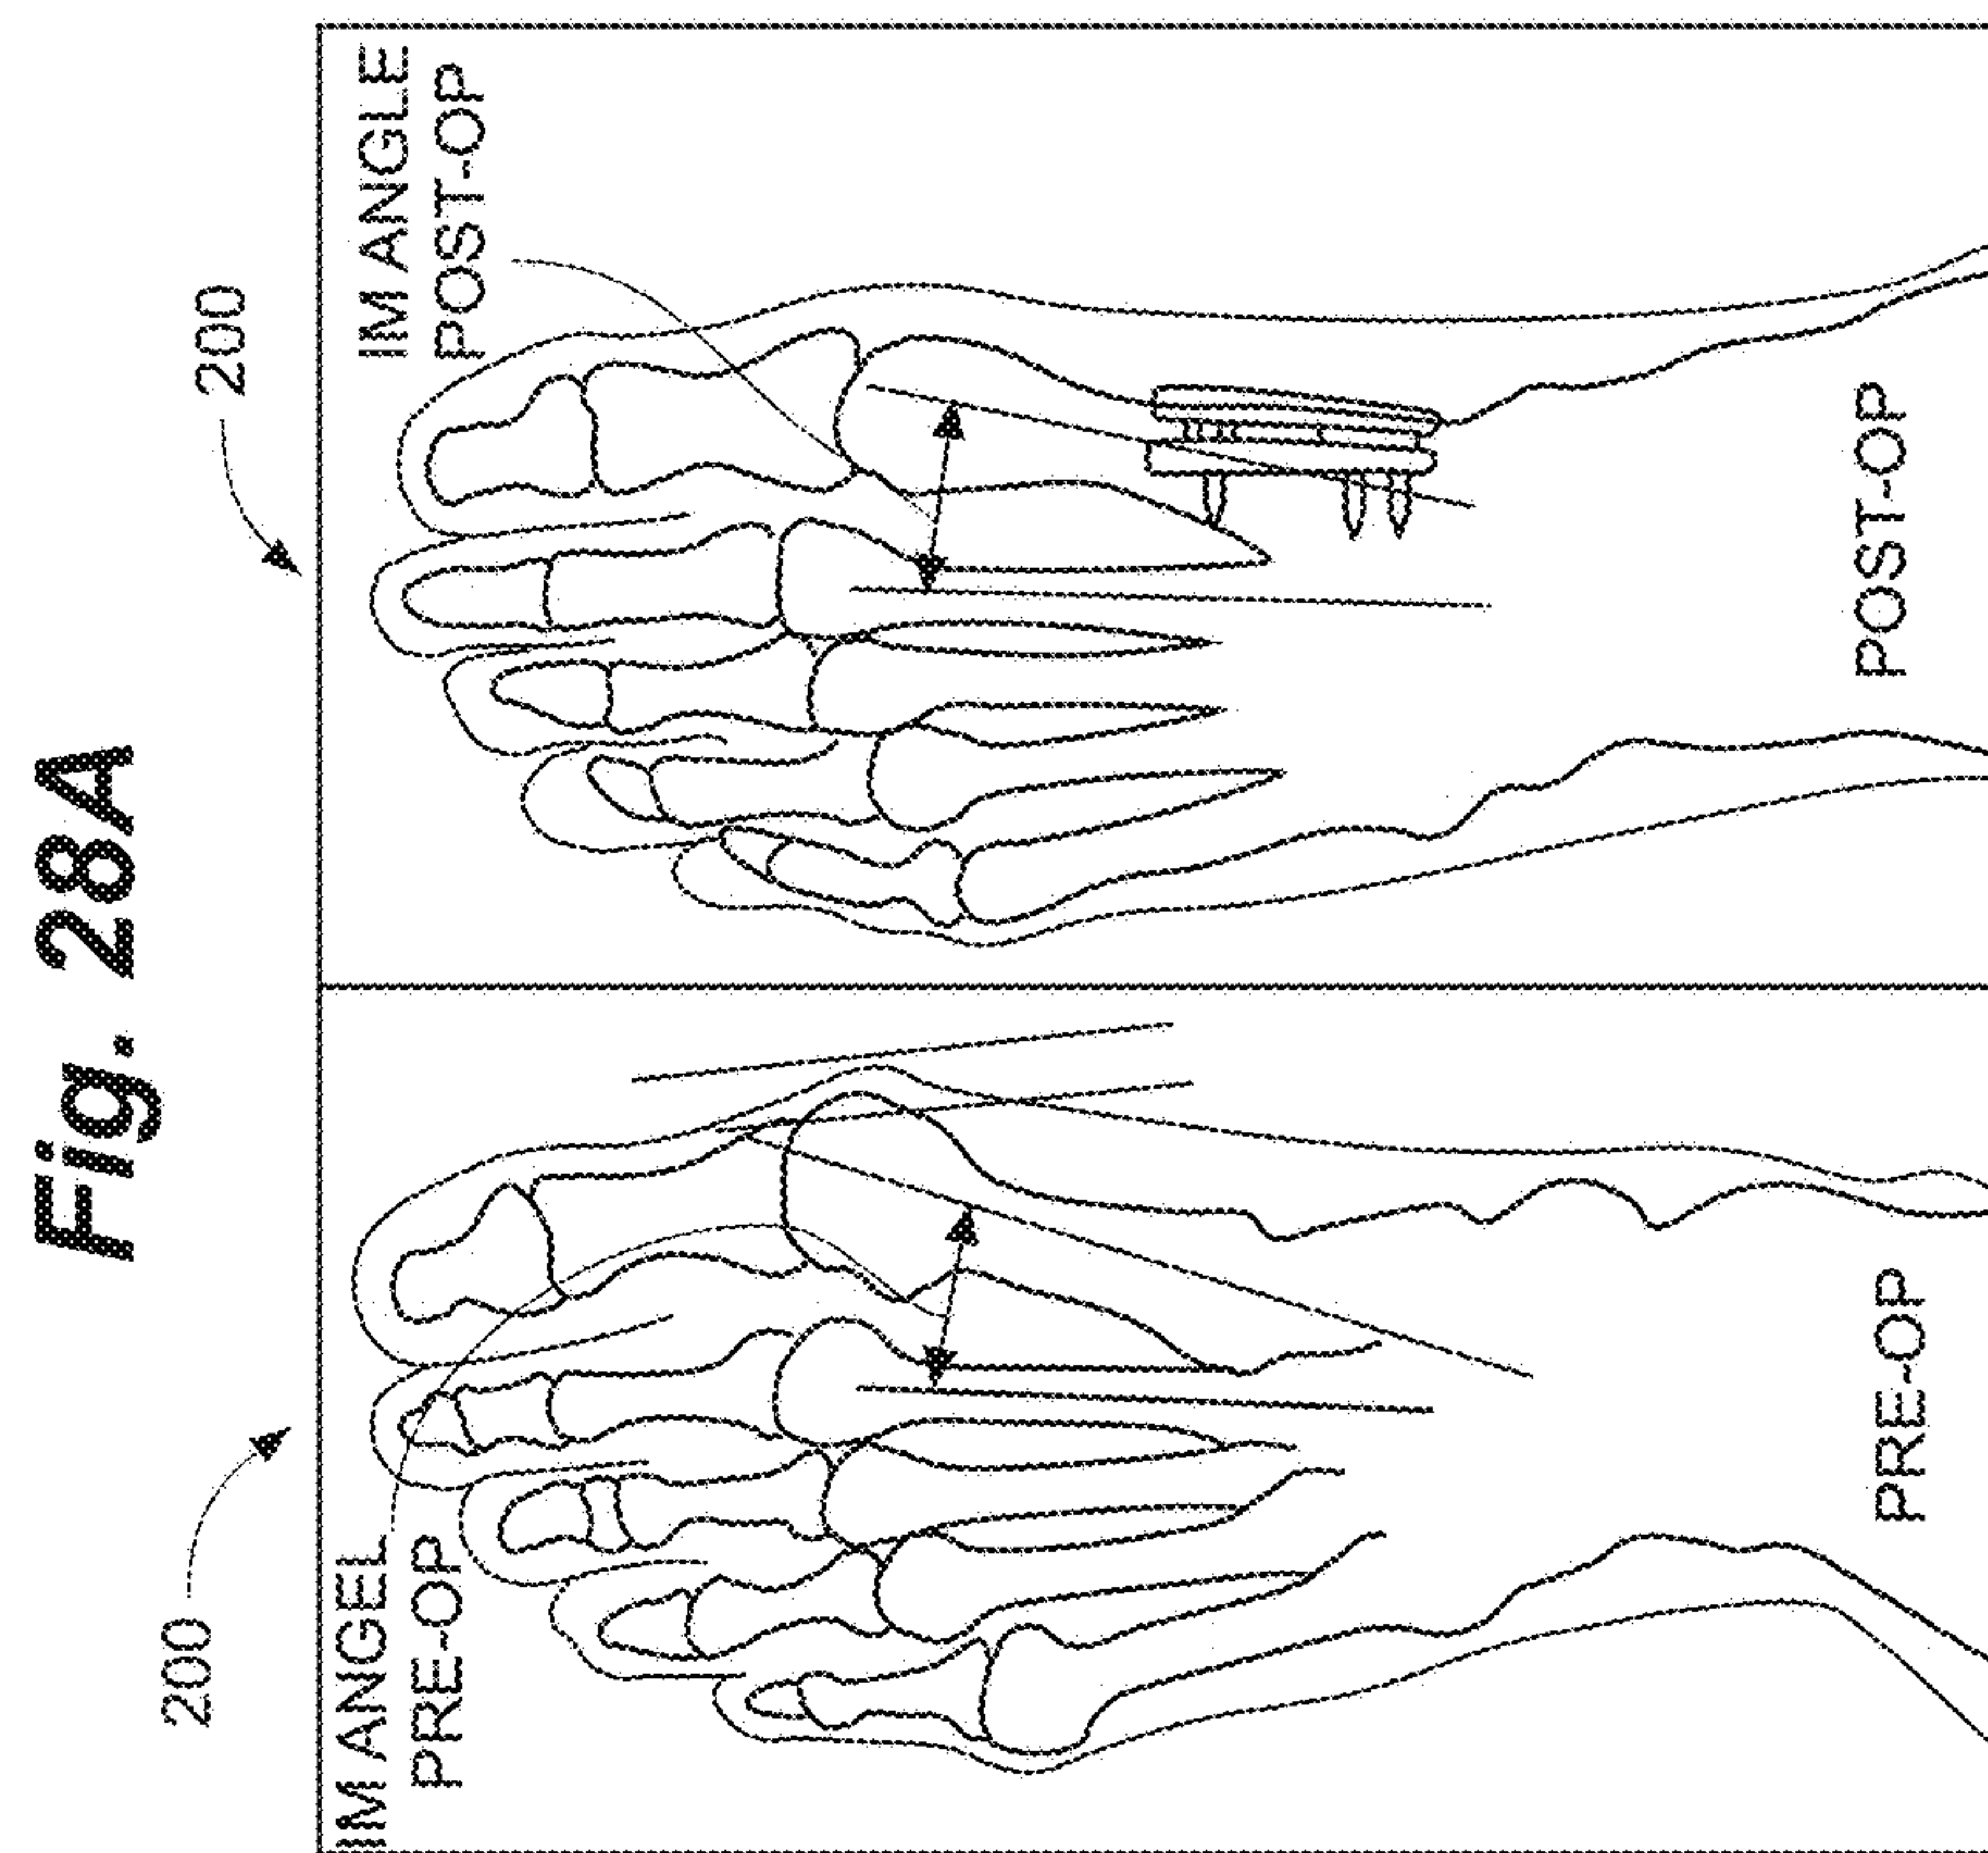 Fig. 28A
200
200
IM ANGEL
PRE-OP
IM ANGLE
POST-OP
PRE-OP
POST-OP